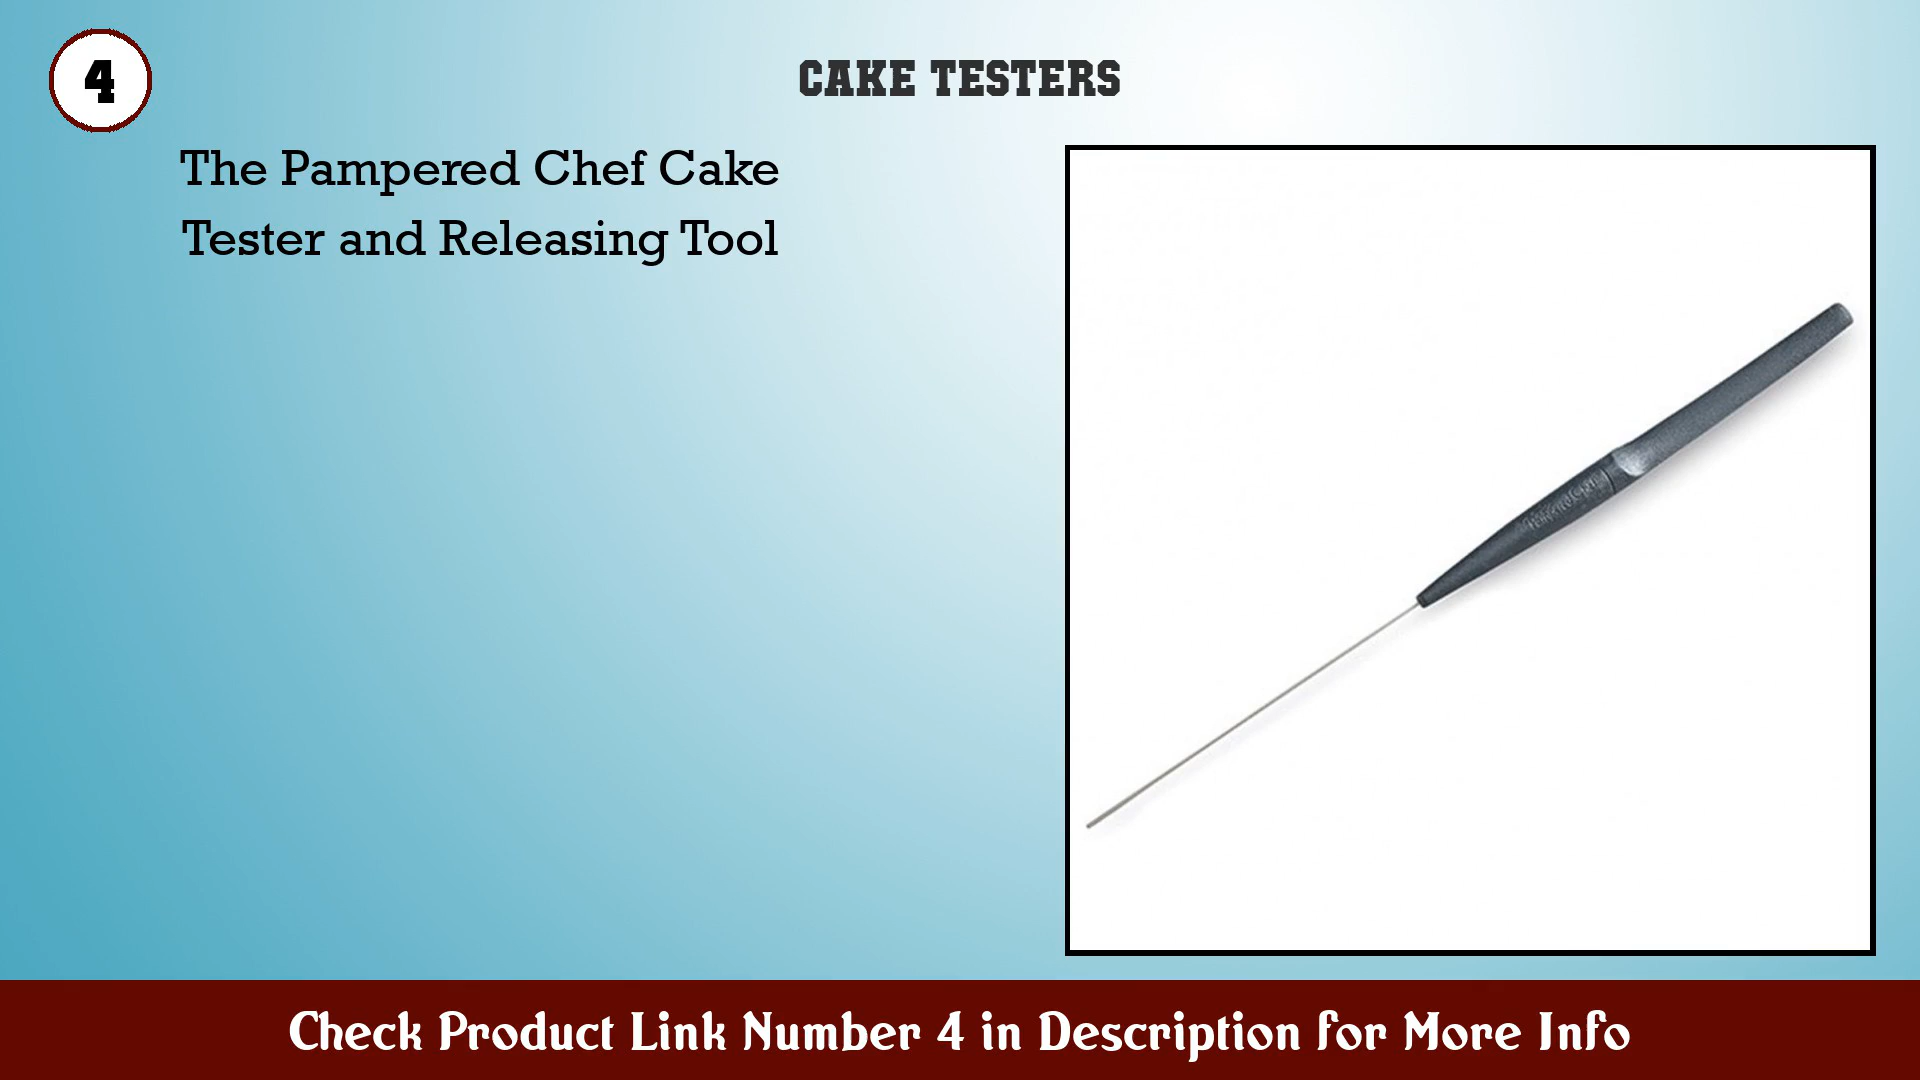 4
CAKE TESTERS
The Pampered Chef Cake
Tester and Releasing Tool
Check Product Link Number 4 in Description for More Info